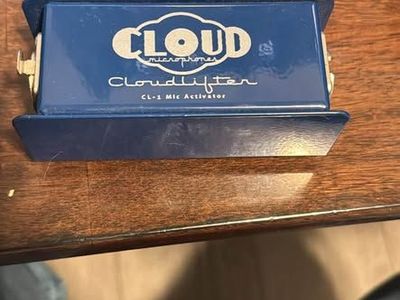 CLOUD
microphones
Cloudlifter
CL-1 Mic Activator